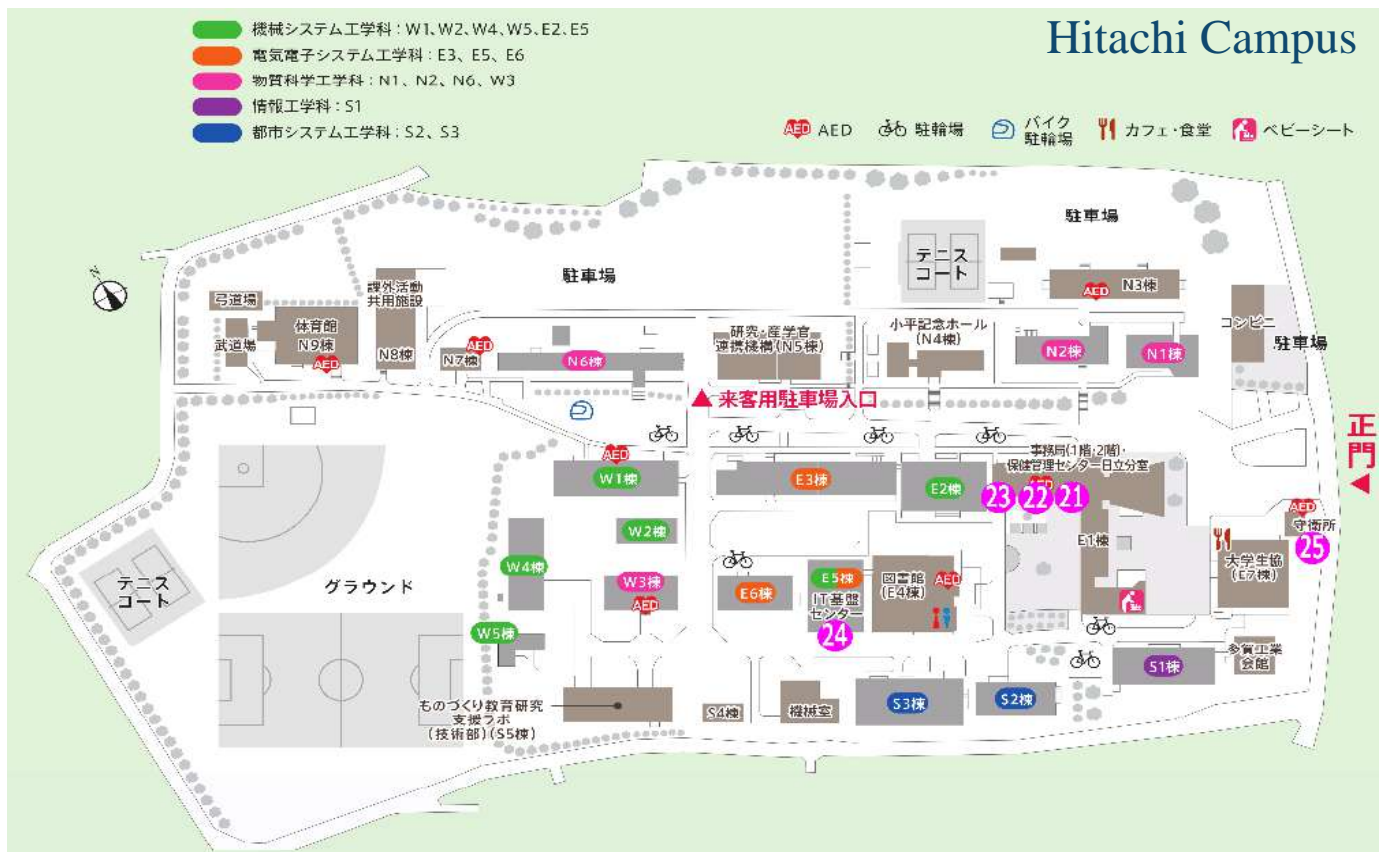 Hitachi Campus
機械システム工学科：W1、W2、W4、W5、E2、E5
電気電子システム工学科：E3、E5、E6
物質科学工学科：N1、N2、N6、W3
情報工学科：S1
都市システム工学科：S2、S3
AED AED
駐輪場
バイク
駐輪場
カフェ・食堂
ベビーシート
N
駐車場
駐車場
テニス
コート
AED
N3棟
弓道場
課外活動
共用施設
体育館
N9棟
AED
武道場
N8棟
AED
N7棟
N6棟
研究・産学官
連携機構(N5棟)
小平記念ホール
(N4棟)
N2棟
N1棟
コンビニ
駐車場
来客用駐車場入口
正門
AED
W1棟
E3棟
E2棟
事務局(1階・2階)・
保健管理センター日立分室
AED
23
22
21
E1棟
AED
守衛所
25
大学生協
(E7棟)
W2棟
W4棟
W3棟
AED
W5棟
E6棟
E5棟
IT基盤
センター
24
図書館
(E4棟)
AED
テニス
コート
グラウンド
S1棟
多賀工業
会館
ものづくり教育研究
支援ラボ
(技術部)(S5棟)
S4棟
機械室
S3棟
S2棟